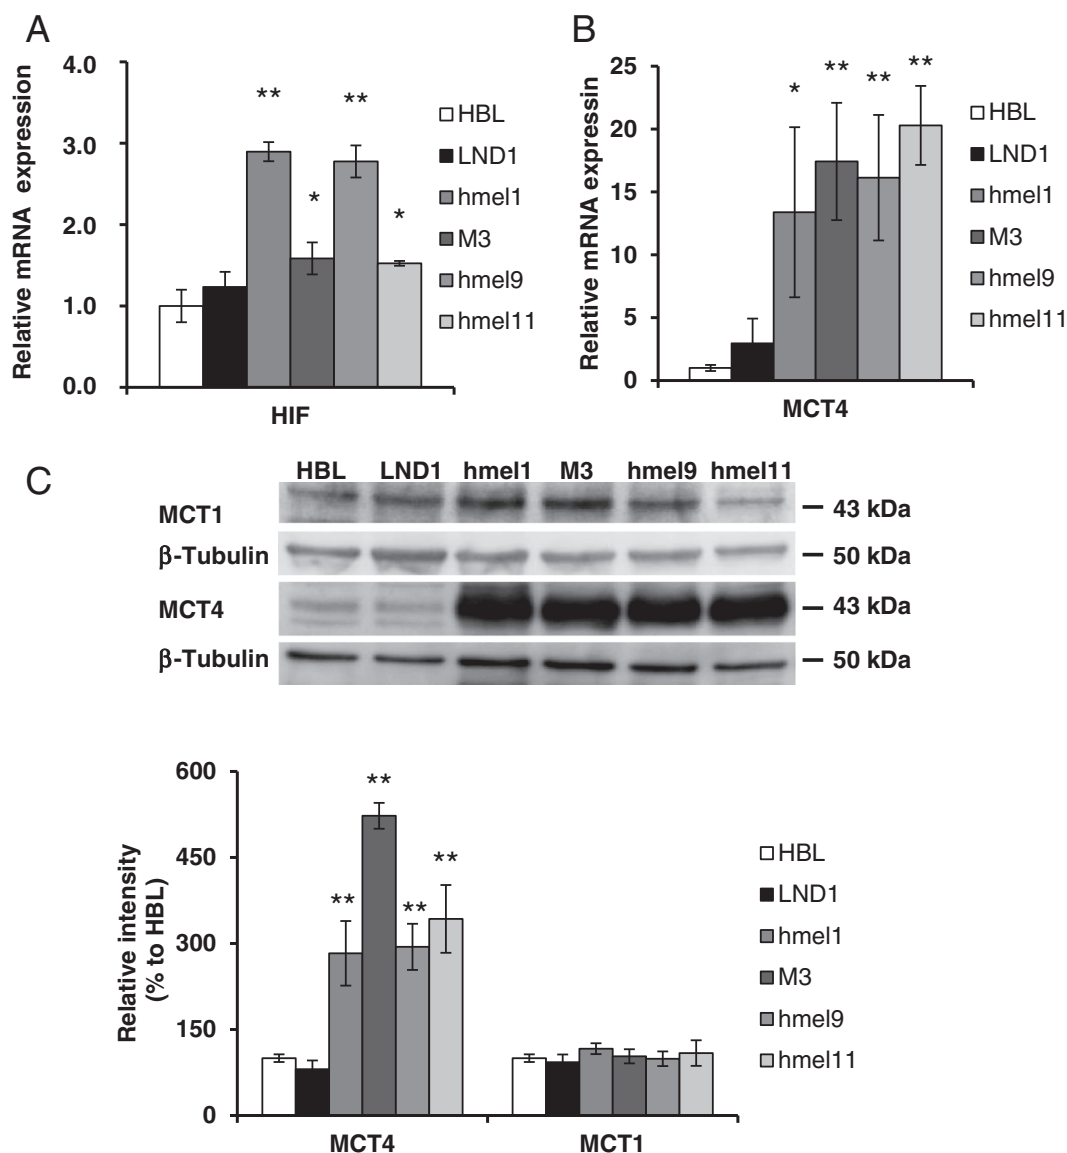 A
Relative mRNA expression
4.0
3.0
2.0
1.0
0.0
**
**
*
*
HIF
HBL
LND1
hmel1
M3
hmel9
hmel11
B
Relative mRNA expressin
25
20
15
10
5
0
*
**
**
**
MCT4
HBL
LND1
hmel1
M3
hmel9
hmel11
C
HBL LND1 hmel1 M3 hmel9 hmel11
MCT1 — 43 kDa
β-Tubulin — 50 kDa
MCT4 — 43 kDa
β-Tubulin — 50 kDa
Relative intensity
(% to HBL)
600
450
300
150
0
**
**
**
**
MCT4 MCT1
HBL
LND1
hmel1
M3
hmel9
hmel11